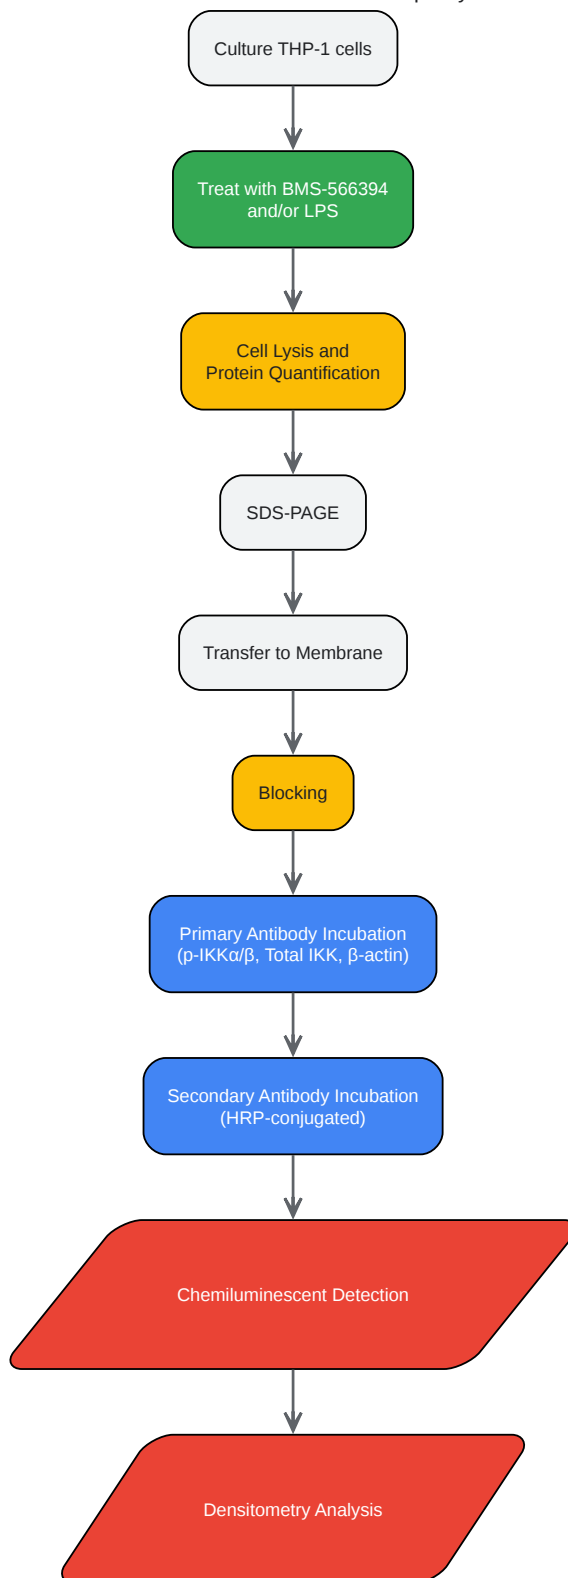 Culture THP-1 cells
Treat with BMS-566394
and/or LPS
Cell Lysis and
Protein Quantification
SDS-PAGE
Transfer to Membrane
Blocking
Primary Antibody Incubation
(p-IKKα/β, Total IKK, β-actin)
Secondary Antibody Incubation
(HRP-conjugated)
Chemiluminescent Detection
Densitometry Analysis